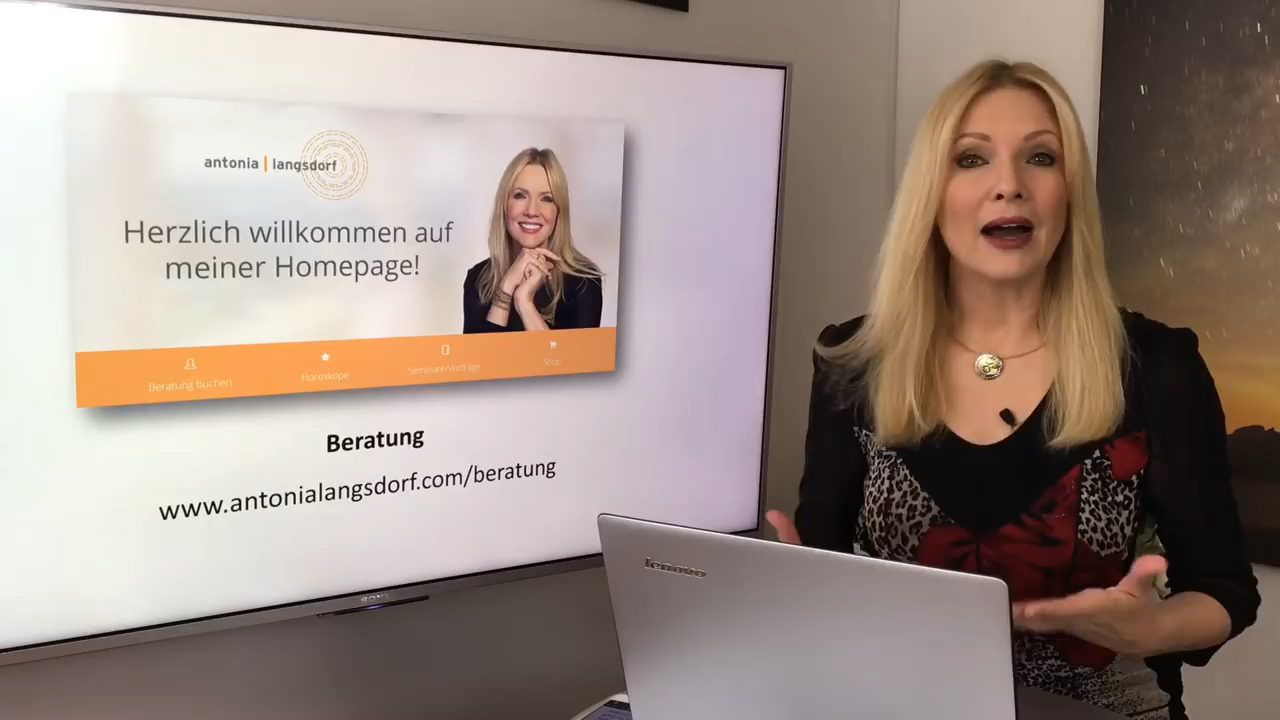 antonia | langsdorf
Herzlich willkommen auf
meiner Homepage!
Beratung buchen
Horoskope
Seminare/Vorträge
Shop
Beratung
www.antonialangsdorf.com/beratung
SONY
lenovo